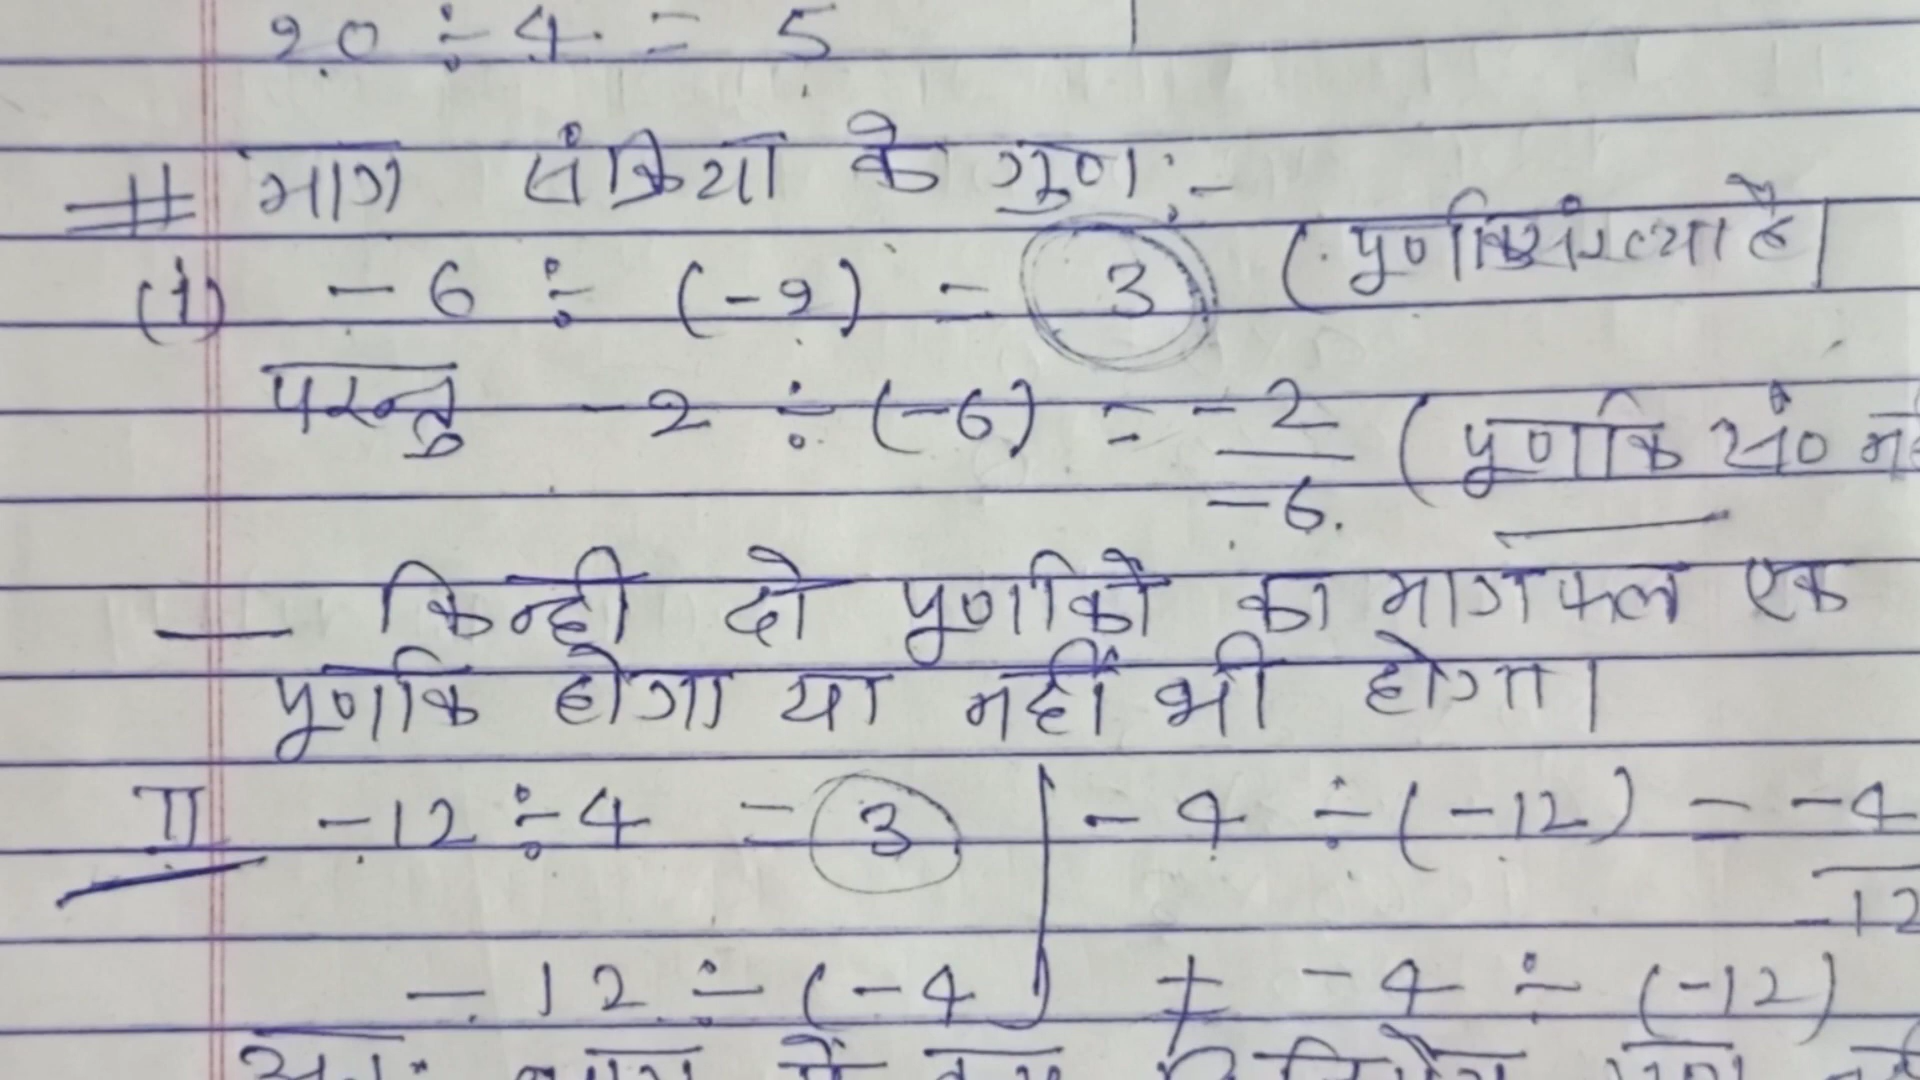 20 ÷ 4 = 5
# भाग संक्रिया के गुण :-
(i) -6 ÷ (-2) = 3 (पूर्णांक संख्या है।
परन्तु -2 ÷ (-6) = -2/-6 (पूर्णांक सं०
— किन्ही दो पूर्णांको का भागफल एक
पूर्णांक होगा या नहीं भी होगा।
II -12 ÷ 4 = 3 | -4 ÷ (-12) = -4/-12
-12 ÷ (-4) ≠ -4 ÷ (-12)